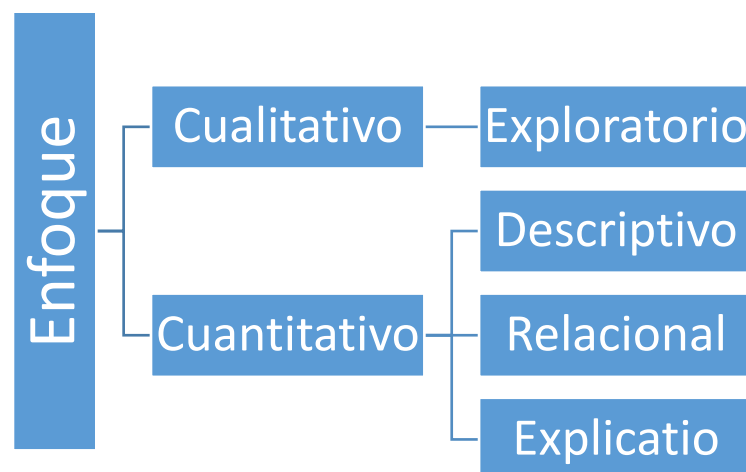 Enfoque
Cualitativo
Exploratorio
Cuantitativo
Descriptivo
Relacional
Explicatio